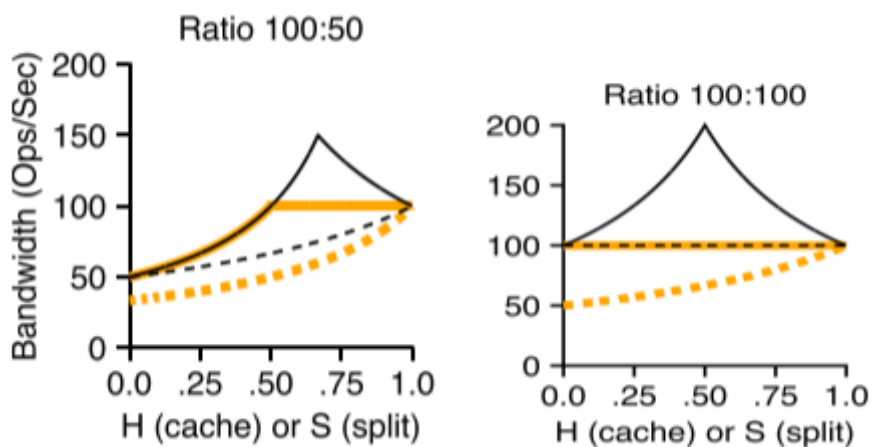 Ratio 100:50
Bandwidth (Ops/Sec)
200
150
100
50
0
0.0 .25 .50 .75 1.0
H (cache) or S (split)
Ratio 100:100
200
150
100
50
0
0.0 .25 .50 .75 1.0
H (cache) or S (split)